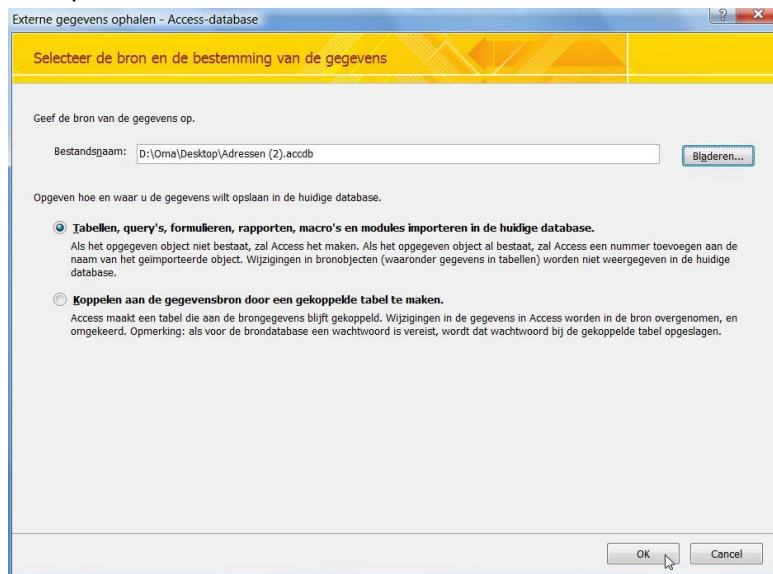 Externe gegevens ophalen - Access-database
Selecteer de bron en de bestemming van de gegevens
Geef de bron van de gegevens op.
Bestandsnaam: D:\Oma\Desktop\Adressen (2).accdb Bladeren...
Opgeven hoe en waar u de gegevens wilt opslaan in de huidige database.
Tabellen, query's, formulieren, rapporten, macro's en modules importeren in de huidige database.
Als het opgegeven object niet bestaat, zal Access het maken. Als het opgegeven object al bestaat, zal Access een nummer toevoegen aan de
naam van het geïmporteerde object. Wijzigingen in bronobjecten (waaronder gegevens in tabellen) worden niet weergegeven in de huidige
database.
Koppelen aan de gegevensbron door een gekoppelde tabel te maken.
Access maakt een tabel die aan de brongegevens blijft gekoppeld. Wijzigingen in de gegevens in Access worden in de bron overgenomen, en
omgekeerd. Opmerking: als voor de brondatabase een wachtwoord is vereist, wordt dat wachtwoord bij de gekoppelde tabel opgeslagen.
OK Cancel